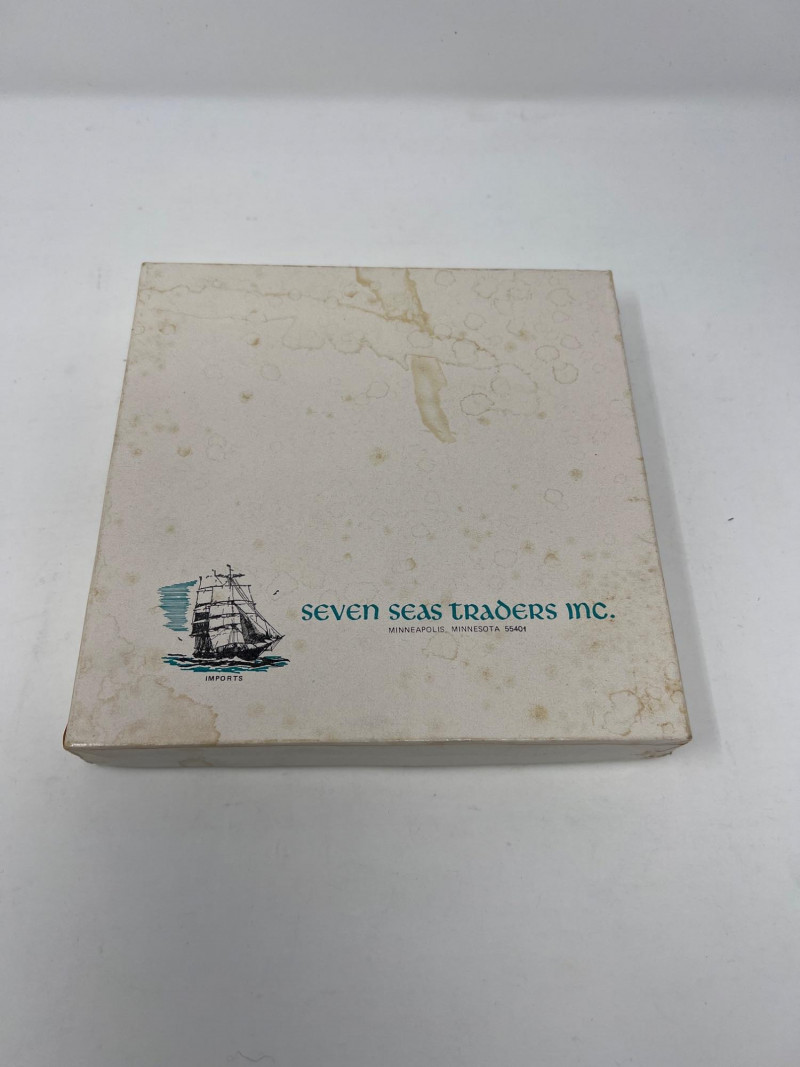 SEVEN SEAS TRADERS INC.
MINNEAPOLIS, MINNESOTA 55401
IMPORTS